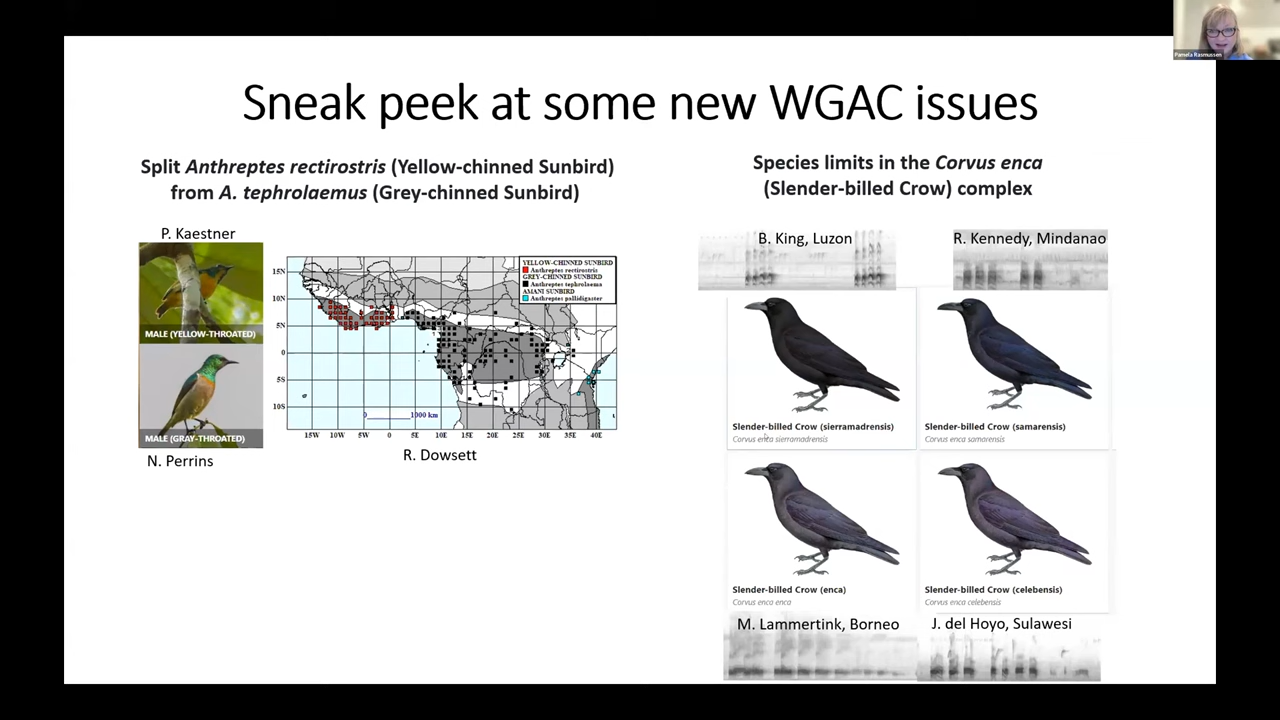 Pamela Rasmussen
Sneak peek at some new WGAC issues
Split Anthreptes rectirostris (Yellow-chinned Sunbird)
from A. tephrolaemus (Grey-chinned Sunbird)
P. Kaestner
MALE (YELLOW-THROATED)
MALE (GRAY-THROATED)
N. Perrins
YELLOW-CHINNED SUNBIRD
Anthreptes rectirostris
GREY-CHINNED SUNBIRD
Anthreptes tephrolaema
AMANI SUNBIRD
Anthreptes pallidigaster
15N
10N
5N
0
5S
10S
0 1000 km
15W 10W 5W 0 5E 10E 15E 20E 25E 30E 35E 40E
R. Dowsett
Species limits in the Corvus enca
(Slender-billed Crow) complex
B. King, Luzon
R. Kennedy, Mindanao
Slender-billed Crow (sierramadrensis)
Corvus enca sierramadrensis
Slender-billed Crow (samarensis)
Corvus enca samarensis
Slender-billed Crow (enca)
Corvus enca enca
Slender-billed Crow (celebensis)
Corvus enca celebensis
M. Lammertink, Borneo
J. del Hoyo, Sulawesi